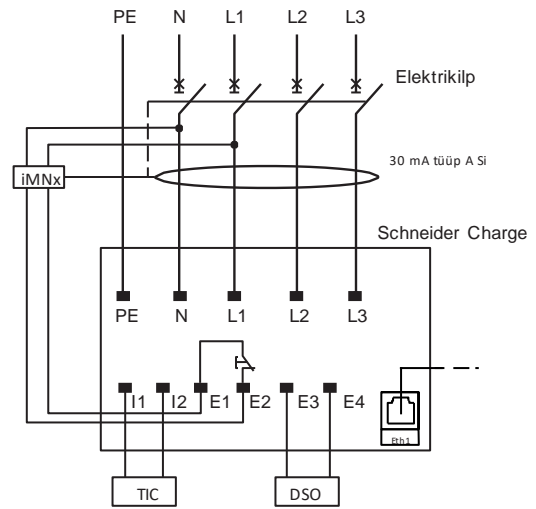 PE N L1 L2 L3
Elektrikilp
30 mA tüüp A Si
iMNx
Schneider Charge
PE N L1 L2 L3
I1 I2 E1 E2 E3 E4
Eth1
TIC DSO